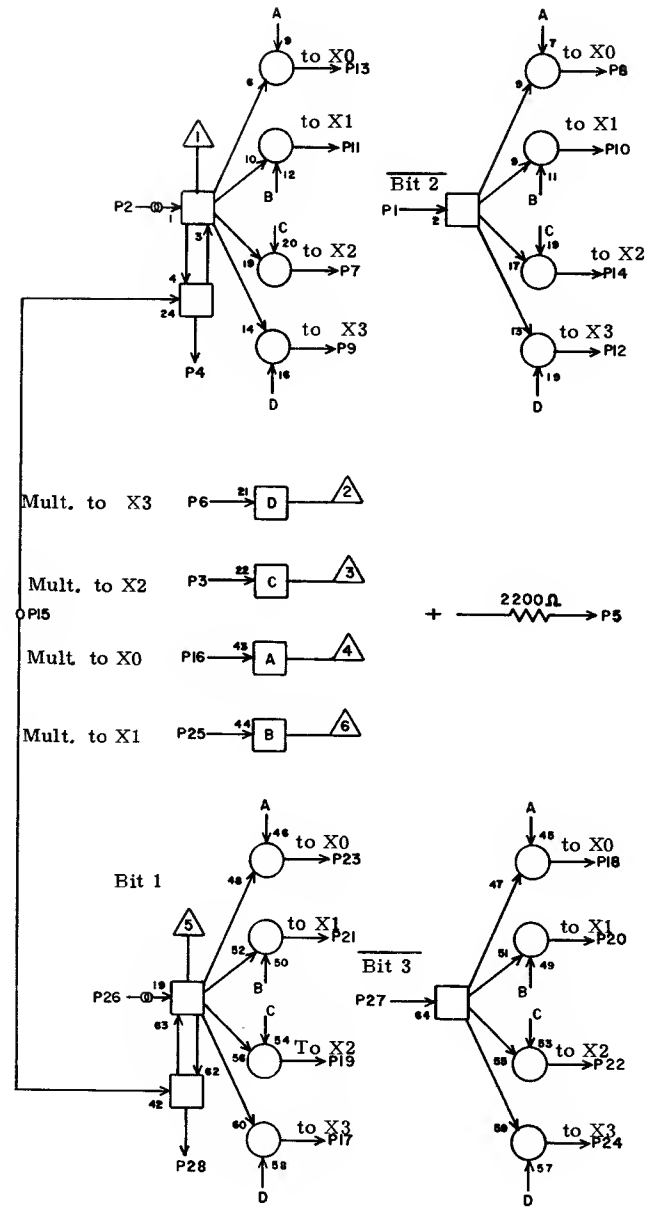 A
A
9
7
to X0
to X0
6
P13
9
P8
1
to X1
to X1
10
P11
9
P10
12
11
Bit 2
P2
B
P1
B
1
2
C
C
3
20
19
to X2
to X2
4
19
P7
17
P14
24
14
to X3
13
to X3
P9
P12
P4
16
19
D
D
Mult. to X3
P6
21
D
2
Mult. to X2
P3
22
C
3
P15
+
2200Ω
P5
Mult. to X0
P16
43
A
4
Mult. to X1
P25
44
B
6
A
A
46
45
to X0
to X0
P23
P18
Bit 1
48
47
5
to X1
to X1
52
P21
51
P20
50
49
Bit 3
P26
19
B
P27
B
64
63
C
C
54
53
To X2
to X2
56
P19
55
P22
62
42
60
to X3
to X3
P17
P24
P28
58
57
D
D